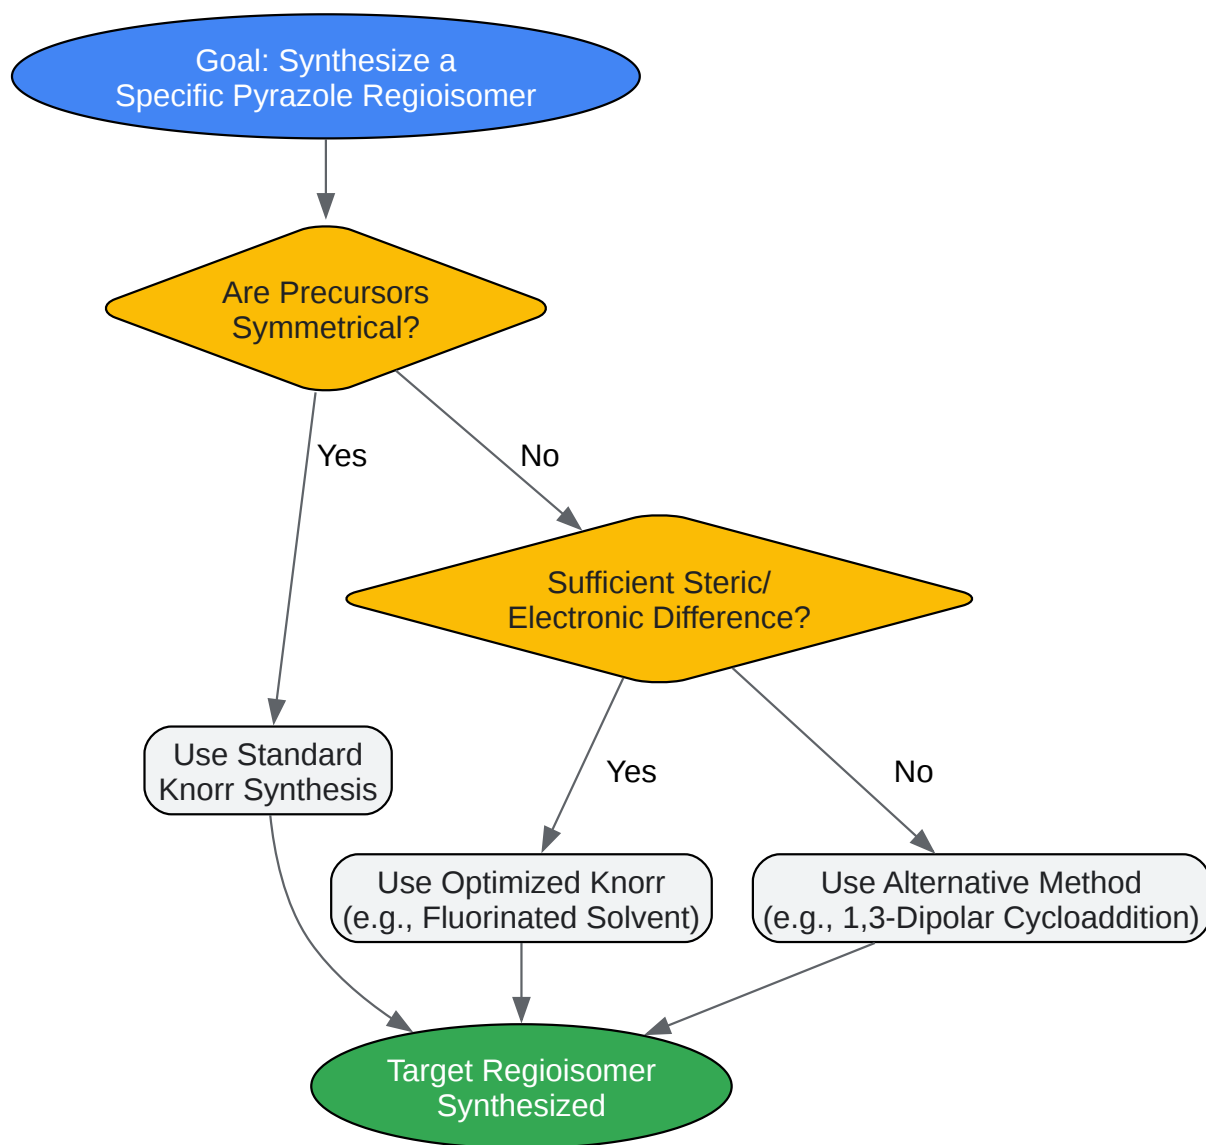 Goal: Synthesize a
Specific Pyrazole Regioisomer
Are Precursors
Symmetrical?
Yes
No
Sufficient Steric/
Electronic Difference?
Use Standard
Knorr Synthesis
Yes
No
Use Optimized Knorr
(e.g., Fluorinated Solvent)
Use Alternative Method
(e.g., 1,3-Dipolar Cycloaddition)
Target Regioisomer
Synthesized